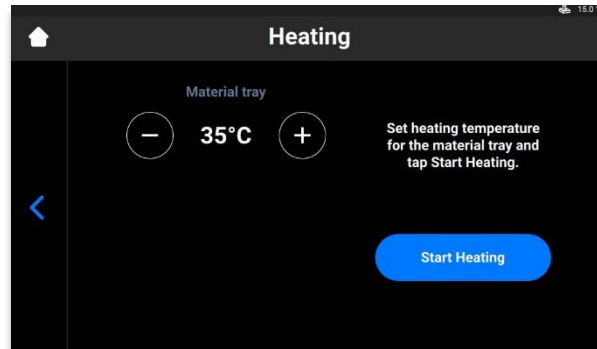 Heating
Material tray
35°C
Set heating temperature
for the material tray and
tap Start Heating.
Start Heating